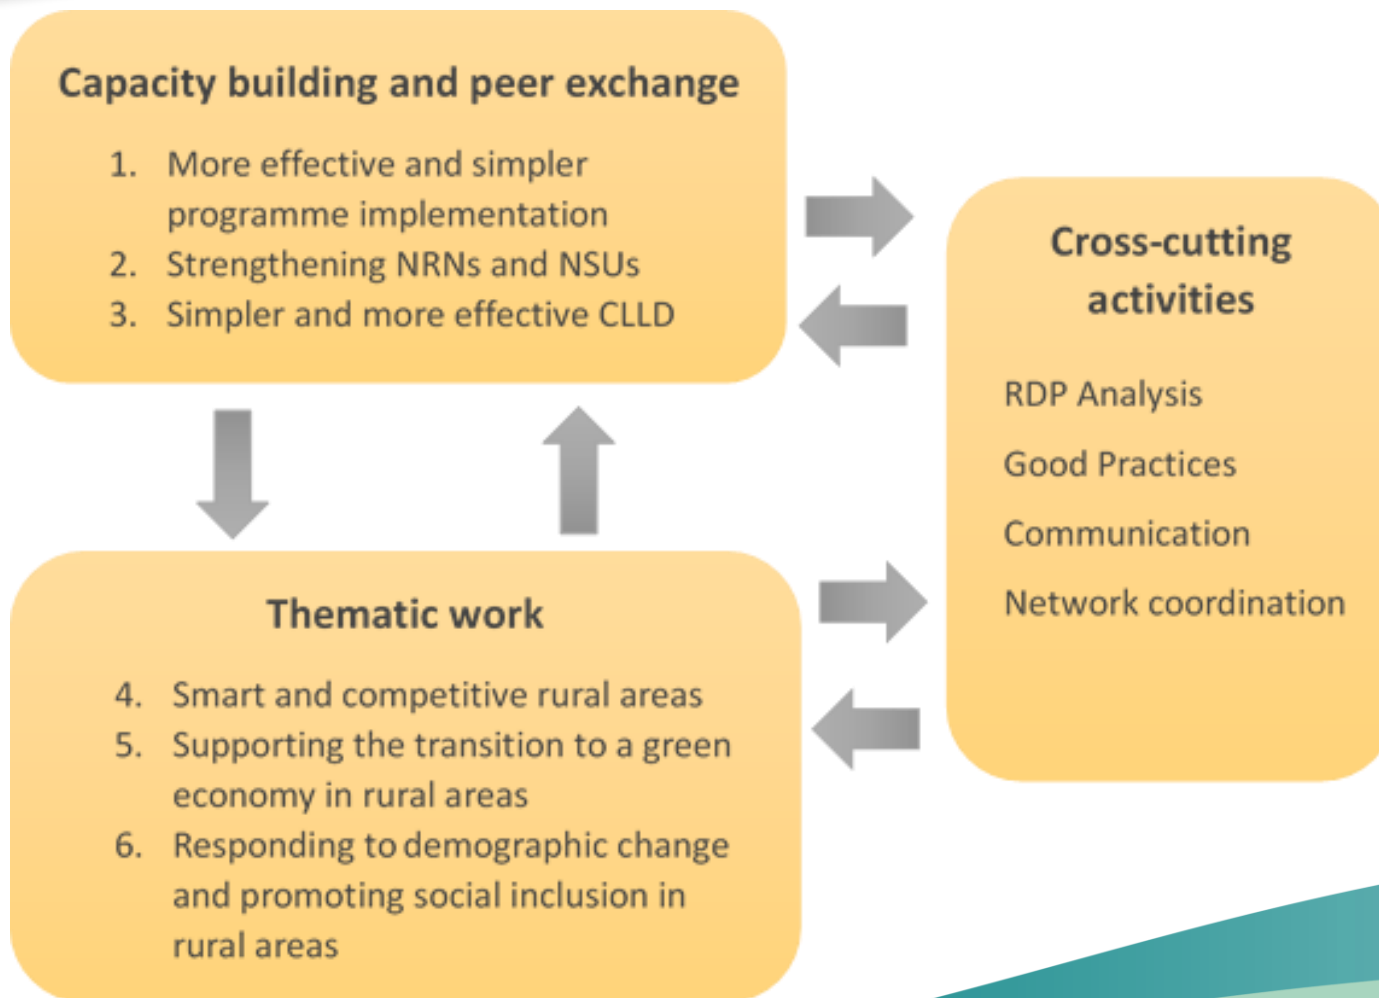 Capacity building and peer exchange
1. More effective and simpler
programme implementation
2. Strengthening NRNs and NSUs
3. Simpler and more effective CLLD
Cross-cutting
activities
RDP Analysis
Good Practices
Communication
Network coordination
Thematic work
4. Smart and competitive rural areas
5. Supporting the transition to a green
economy in rural areas
6. Responding to demographic change
and promoting social inclusion in
rural areas